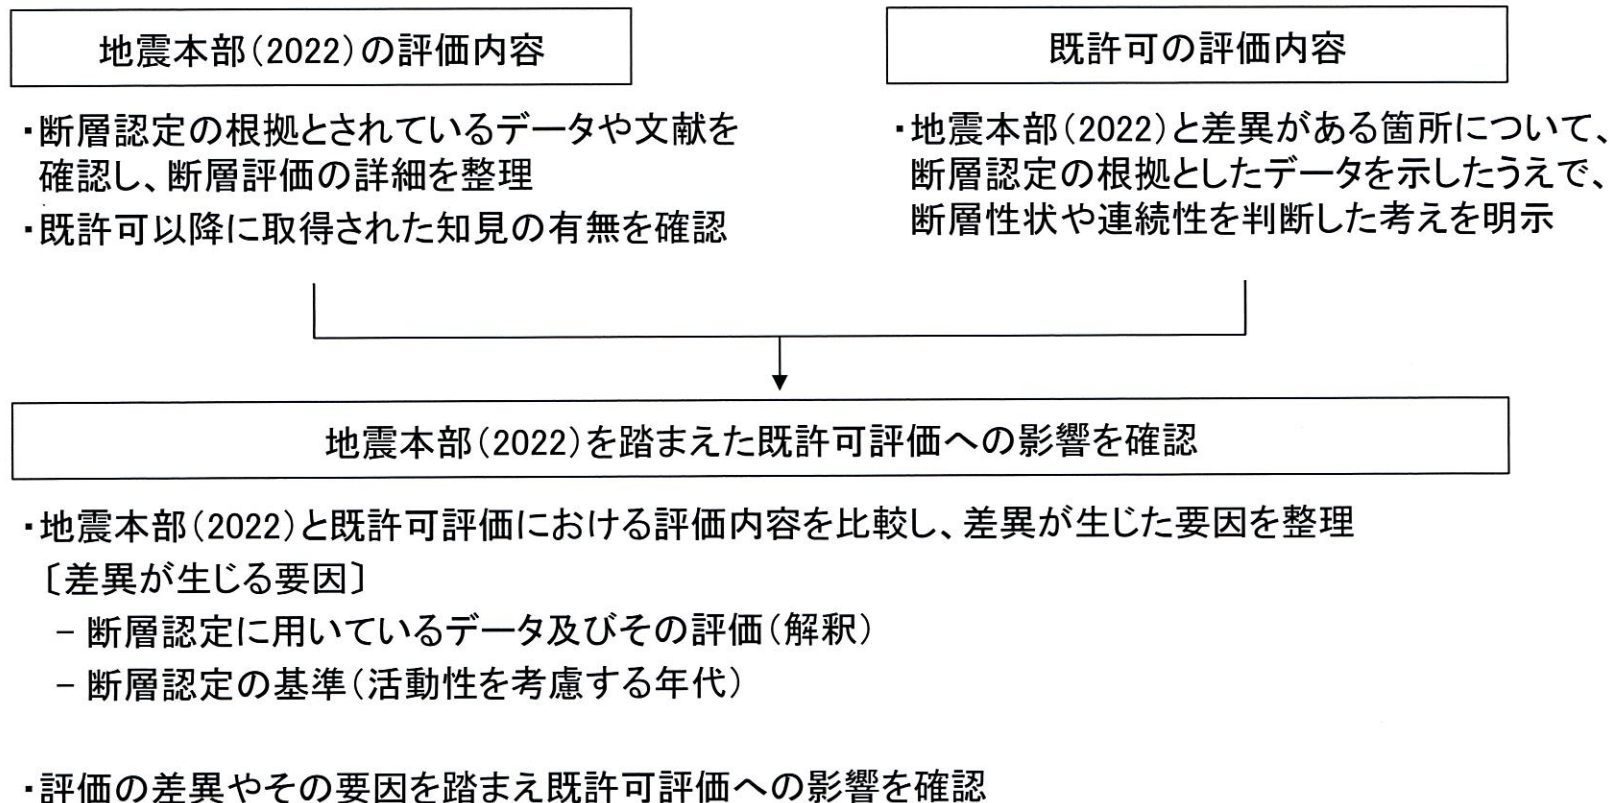 地震本部(2022)の評価内容
・断層認定の根拠とされているデータや文献を
確認し、断層評価の詳細を整理
・既許可以降に取得された知見の有無を確認
既許可の評価内容
・地震本部(2022)と差異がある箇所について、
断層認定の根拠としたデータを示したうえで、
断層性状や連続性を判断した考えを明示
地震本部(2022)を踏まえた既許可評価への影響を確認
・地震本部(2022)と既許可評価における評価内容を比較し、差異が生じた要因を整理
〔差異が生じる要因〕
− 断層認定に用いているデータ及びその評価(解釈)
− 断層認定の基準(活動性を考慮する年代)
・評価の差異やその要因を踏まえ既許可評価への影響を確認